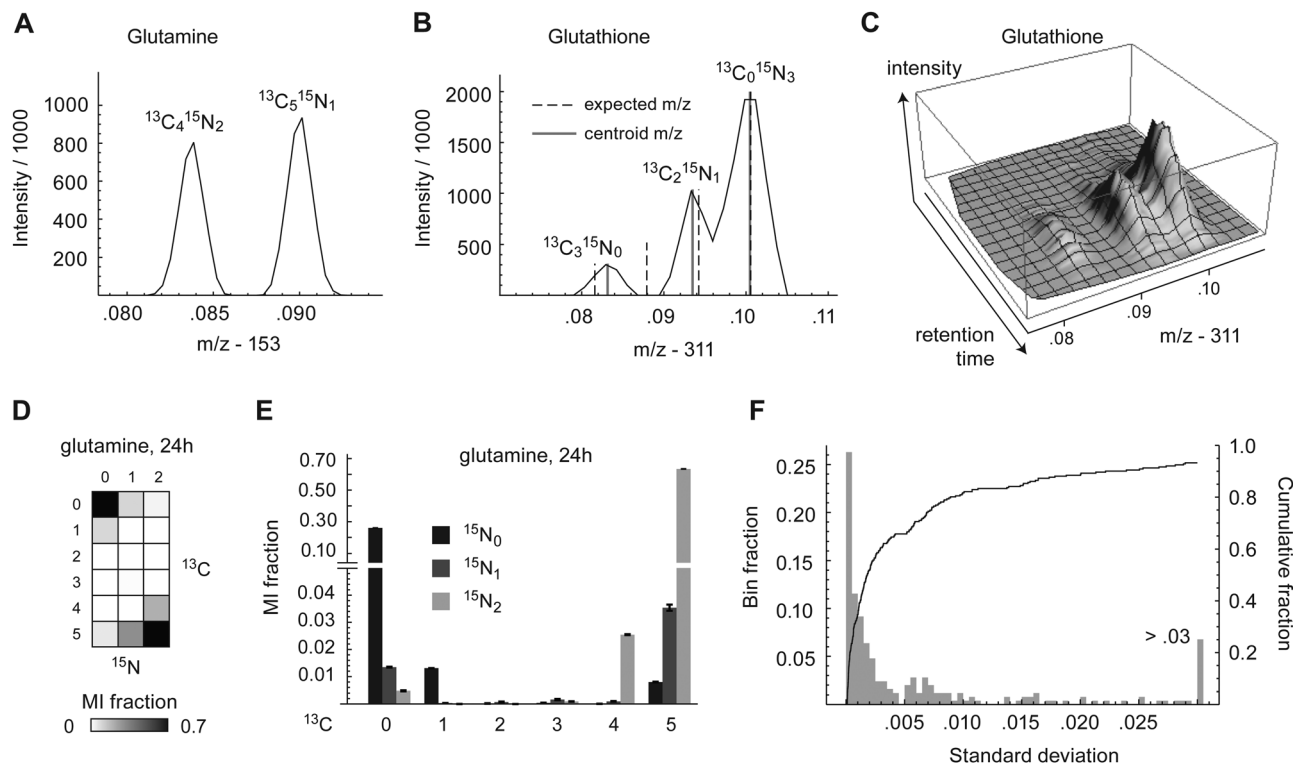 A
Glutamine
Intensity / 1000
1000
800
600
400
200
¹³C₄¹⁵N₂
¹³C₅¹⁵N₁
.080 .085 .090
m/z - 153
B
Glutathione
Intensity / 1000
2000
1500
1000
500
expected m/z
centroid m/z
¹³C₀¹⁵N₃
¹³C₂¹⁵N₁
¹³C₃¹⁵N₀
.08 .09 .10 .11
m/z - 311
C
Glutathione
intensity
retention
time
.08
.09
.10
m/z - 311
D
glutamine, 24h
0 1 2
0
1
2
3
4
5
¹³C
¹⁵N
MI fraction
0 0.7
E
glutamine, 24h
MI fraction
0.70
0.50
0.30
0.10
0.04
0.03
0.02
0.01
¹⁵N₀
¹⁵N₁
¹⁵N₂
¹³C 0 1 2 3 4 5
F
Bin fraction
0.25
0.20
0.15
0.10
0.05
> .03
1.0
0.8
0.6
0.4
0.2
Cumulative fraction
.005 .010 .015 .020 .025
Standard deviation